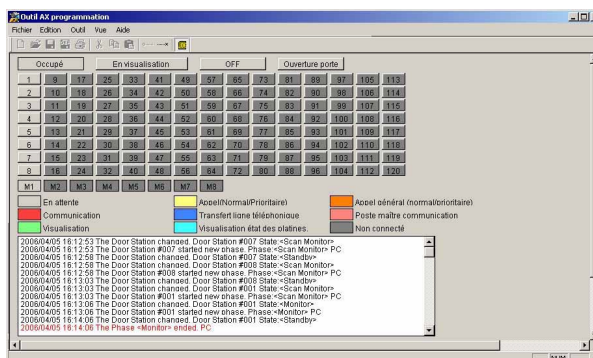 Outil AX programmation
Fichier Edition Outil Vue Aide
Occupé En visualisation OFF Ouverture porte
1 9 17 25 33 41 49 57 65 73 81 89 97 105 113
2 10 18 26 34 42 50 58 66 74 82 90 98 106 114
3 11 19 27 35 43 51 59 67 75 83 91 99 107 115
4 12 20 28 36 44 52 60 68 76 84 92 100 108 116
5 13 21 29 37 45 53 61 69 77 85 93 101 109 117
6 14 22 30 38 46 54 62 70 78 86 94 102 110 118
7 15 23 31 39 47 55 63 71 79 87 95 103 111 119
8 16 24 32 40 48 56 64 72 80 88 96 104 112 120
M1 M2 M3 M4 M5 M6 M7 M8
En attente Appel(Normal/Prioritaire) Appel général (normal/prioritaire)
Communication Transfert ligne téléphonique Poste maître communication
Visualisation Visualisation état des platines. Non connecté
2006/04/05 16:12:53 The Door Station changed. Door Station #007 State:<Scan Monitor>
2006/04/05 16:12:53 The Door Station #007 started new phase. Phase:<Scan Monitor> PC
2006/04/05 16:12:58 The Door Station changed. Door Station #007 State:<Standby>
2006/04/05 16:12:58 The Door Station changed. Door Station #008 State:<Scan Monitor>
2006/04/05 16:12:58 The Door Station #008 started new phase. Phase:<Scan Monitor> PC
2006/04/05 16:13:03 The Door Station changed. Door Station #008 State:<Standby>
2006/04/05 16:13:03 The Door Station changed. Door Station #001 State:<Scan Monitor>
2006/04/05 16:13:03 The Door Station #001 started new phase. Phase:<Scan Monitor> PC
2006/04/05 16:13:06 The Door Station changed. Door Station #001 State:<Monitor>
2006/04/05 16:13:06 The Door Station #001 started new phase. Phase:<Monitor> PC
2006/04/05 16:14:06 The Door Station changed. Door Station #001 State:<Standby>
2006/04/05 16:14:06 The Phase <Monitor> ended. PC
NUM